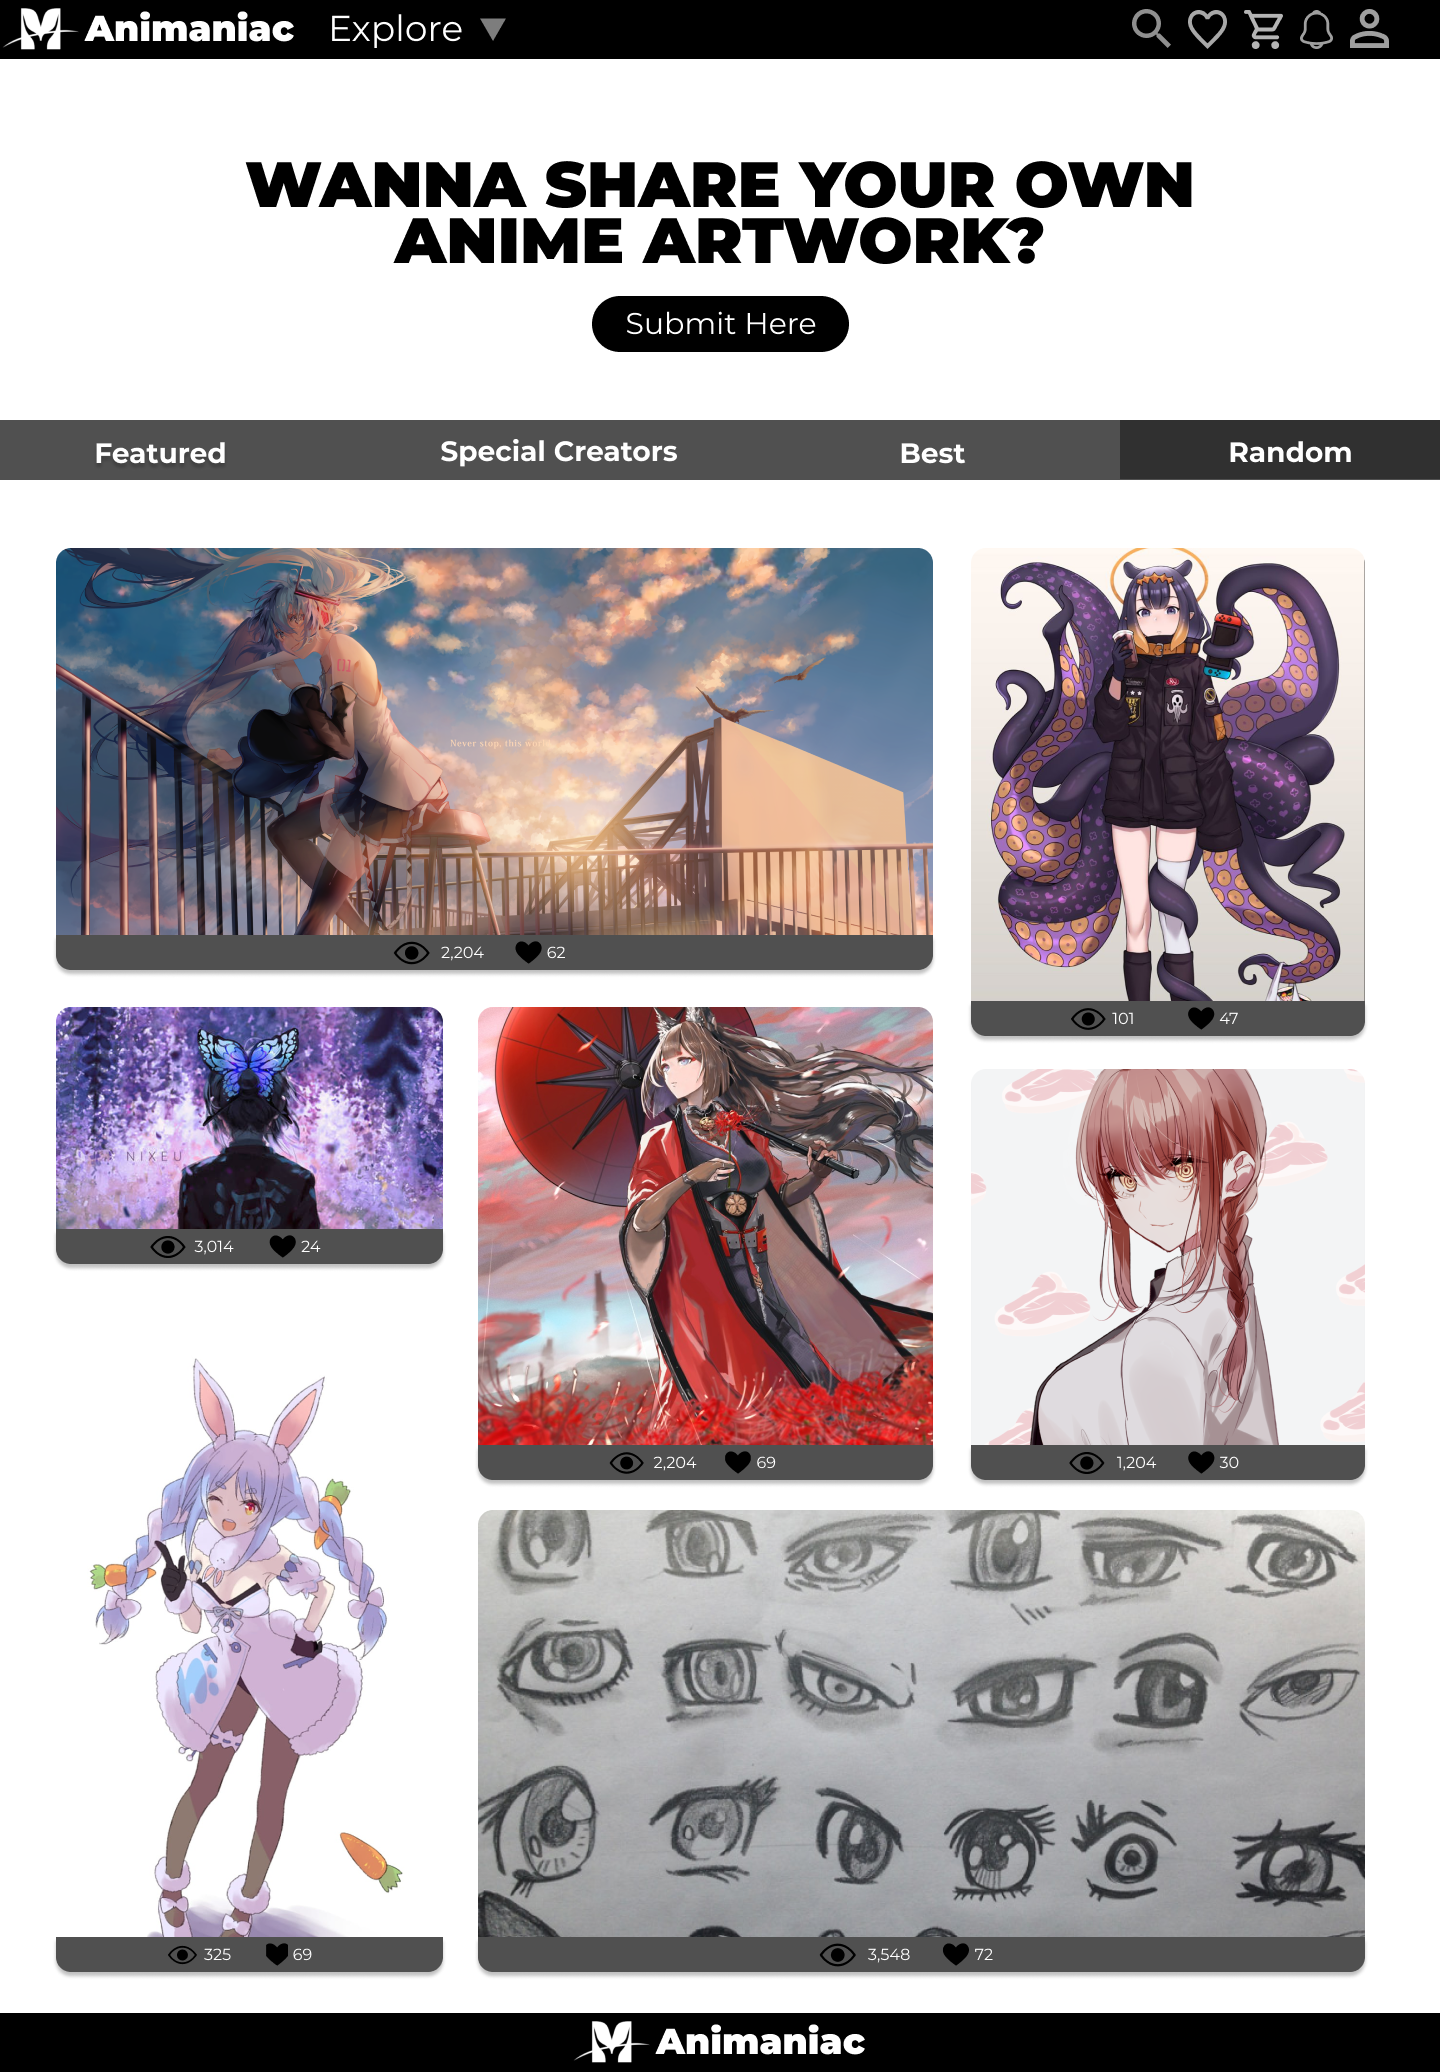 Animaniac Explore
WANNA SHARE YOUR OWN
ANIME ARTWORK?
Submit Here
Featured Special Creators Best Random
01
Never stop, this
2,204 62
101 47
NIXEU
3,014 24
2,204 69
1,204 30
325 69
3,548 72
Animaniac